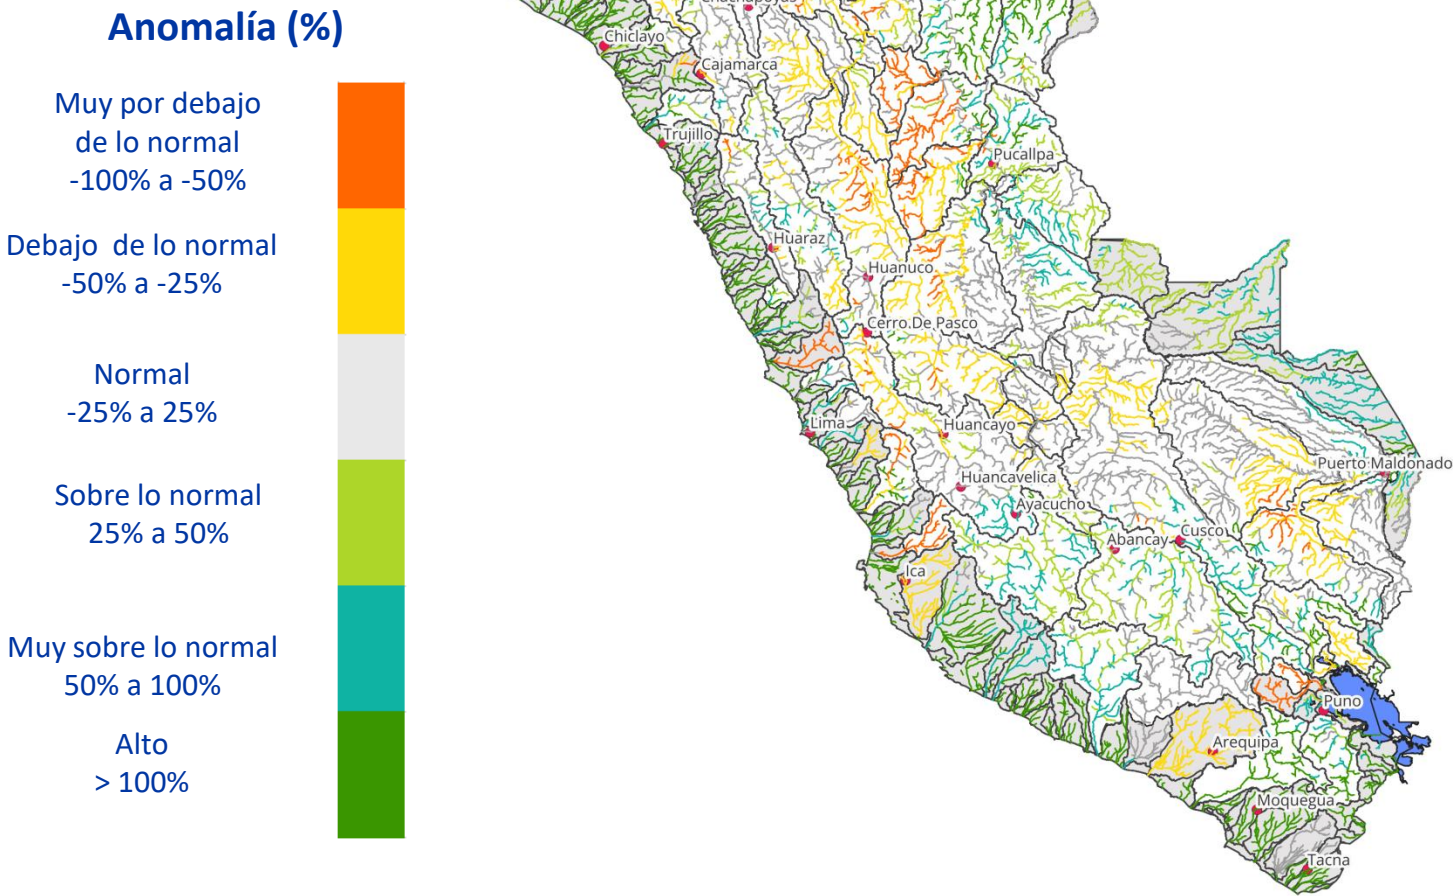 Anomalía (%)
Muy por debajo
de lo normal
-100% a -50%
Debajo  de lo normal
-50% a -25%
Normal
-25% a 25%
Sobre lo normal
25% a 50%
Muy sobre lo normal
50% a 100%
Alto
> 100%
Chachapoyas
Chiclayo
Cajamarca
Trujillo
Pucallpa
Huaraz
Huanuco
Cerro De Pasco
Lima
Huancayo
Puerto Maldonado
Huancavelica
Ayacucho
Cusco
Abancay
Ica
Puno
Arequipa
Moquegua
Tacna